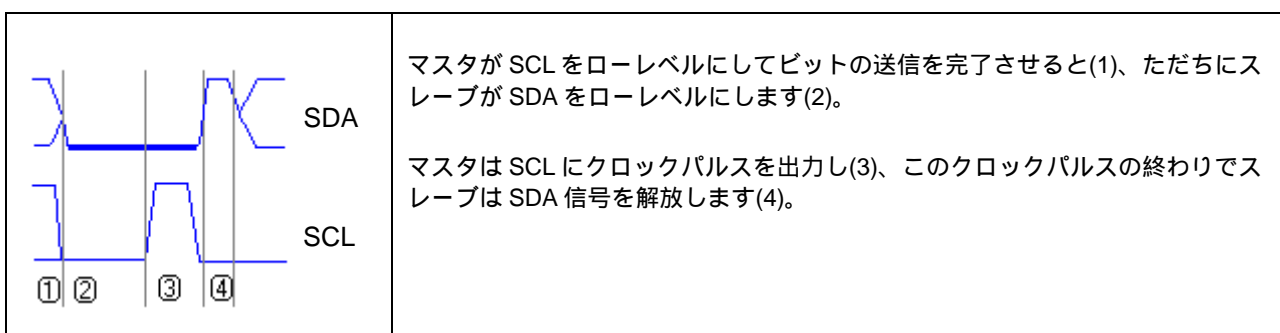 SDA
SCL
① ② ③ ④
マスタが SCL をローレベルにしてビットの送信を完了させると(1)、ただちにス
レーブが SDA をローレベルにします(2)。
マスタは SCL にクロックパルスを出力し(3)、このクロックパルスの終わりでス
レーブは SDA 信号を解放します(4)。